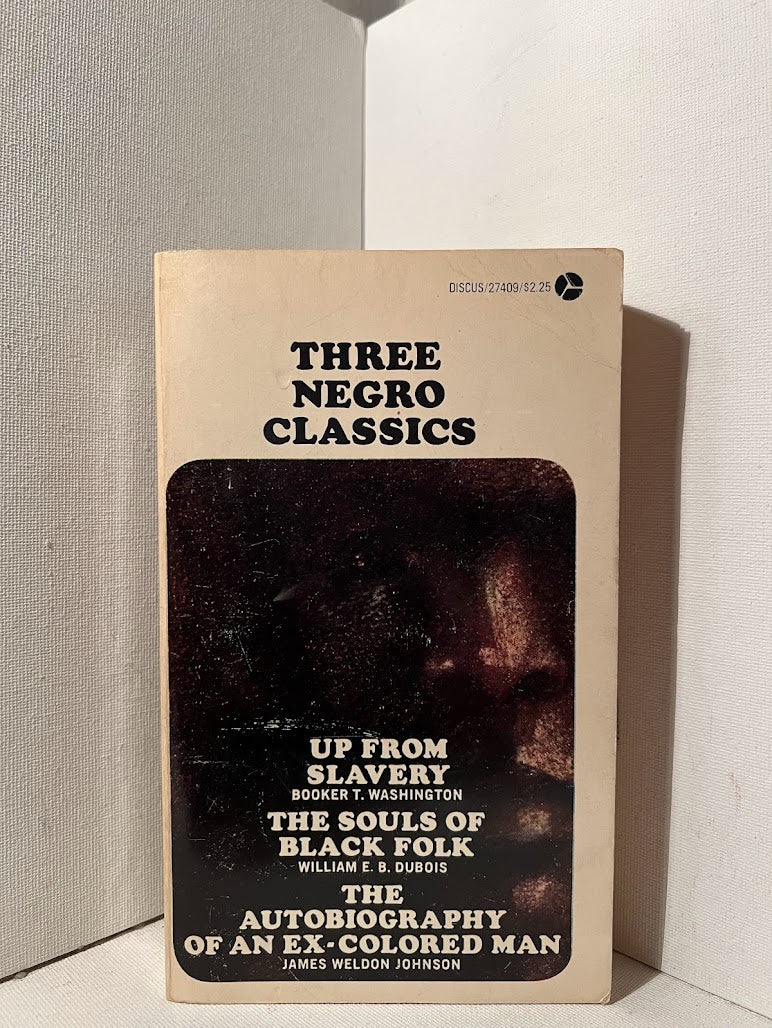 DISCUS/27409/$2.25
THREE
NEGRO
CLASSICS
UP FROM
SLAVERY
BOOKER T. WASHINGTON
THE SOULS OF
BLACK FOLK
WILLIAM E. B. DUBOIS
THE
AUTOBIOGRAPHY
OF AN EX-COLORED MAN
JAMES WELDON JOHNSON